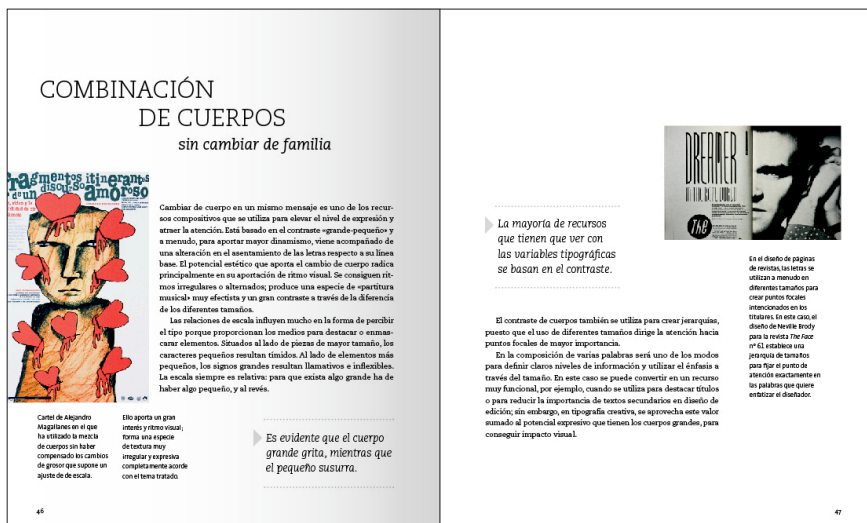 COMBINACIÓN
DE CUERPOS
sin cambiar de familia
Fragmentos itinerantes
de un discurso
amoroso
Cambiar de cuerpo en un mismo mensaje es uno de los recur-
sos compositivos que se utiliza para elevar el nivel de expresión y
atraer la atención. Está basado en el contraste «grande-pequeño» y
a menudo, para aportar mayor dinamismo, viene acompañado de
una alteración en el asentamiento de las letras respecto a su línea
base. El potencial estético que aporta el cambio de cuerpo radica
principalmente en su aportación de ritmo visual. Se consiguen rit-
mos irregulares o alternados; produce una especie de «partitura
musical» muy efectista y un gran contraste a través de la diferencia
de los diferentes tamaños.
Las relaciones de escala influyen mucho en la forma de percibir
el tipo porque proporcionan los medios para destacar o enmas-
carar elementos. Situados al lado de piezas de mayor tamaño, los
caracteres pequeños resultan tímidos. Al lado de elementos más
pequeños, los signos grandes resultan llamativos e inflexibles.
La escala siempre es relativa: para que exista algo grande ha de
haber algo pequeño, y al revés.
Cartel de Alejandro
Magallanes en el que
ha utilizado la mezcla
de cuerpos sin haber
compensado los cambios
de grosor que supone un
ajuste de de escala.
Ello aporta un gran
interés y ritmo visual;
forma una especie
de textura muy
irregular y expresiva
completamente acorde
con el tema tratado.
Es evidente que el cuerpo
grande grita, mientras que
el pequeño susurra.
46
DREAMER
The
La mayoría de recursos
que tienen que ver con
las variables tipográficas
se basan en el contraste.
En el diseño de páginas
de revistas, las letras se
utilizan a menudo en
diferentes tamaños para
crear puntos focales
intencionados en los
titulares. En este caso, el
diseño de Neville Brody
para la revista The Face
nº 61 establece una
jerarquía de tamaños
para fijar el punto de
atención exactamente en
las palabras que quiere
enfatizar el diseñador.
El contraste de cuerpos también se utiliza para crear jerarquías,
puesto que el uso de diferentes tamaños dirige la atención hacia
puntos focales de mayor importancia.
En la composición de varias palabras será uno de los modos
para definir claros niveles de información y utilizar el énfasis a
través del tamaño. En este caso se puede convertir en un recurso
muy funcional, por ejemplo, cuando se utiliza para destacar títulos
o para reducir la importancia de textos secundarios en diseño de
edición; sin embargo, en tipografía creativa, se aprovecha este valor
sumado al potencial expresivo que tienen los cuerpos grandes, para
conseguir impacto visual.
47